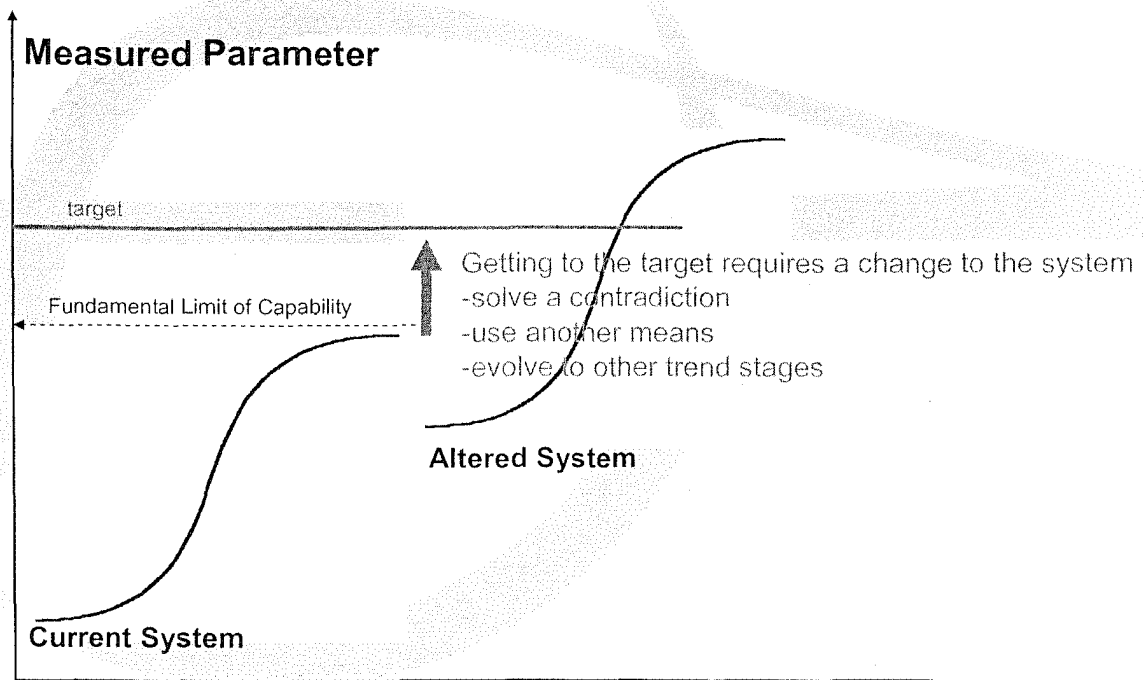 Measured Parameter
target
Getting to the target requires a change to the system
Fundamental Limit of Capability
-solve a contradiction
-use another means
-evolve to other trend stages
Altered System
Current System